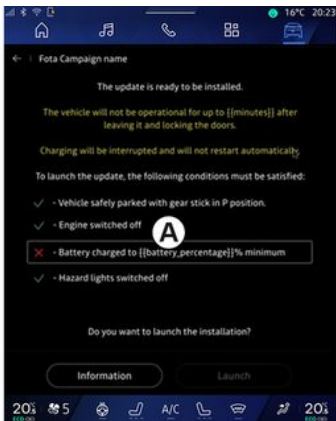 16°C 20:23
Fota Campaign name
The update is ready to be installed.
The vehicle will not be operational for up to [[minutes]] after
leaving it and locking the doors.
Charging will be interrupted and will not restart automatically.
To launch the update, the following conditions must be satisfied:
- Vehicle safely parked with gear stick in P position.
- Engine switched off
A
- Battery charged to [[battery_percentage]]% minimum
- Hazard lights switched off
Do you want to launch the installation?
Information Launch
20 5 A/C 20
ECO ECO